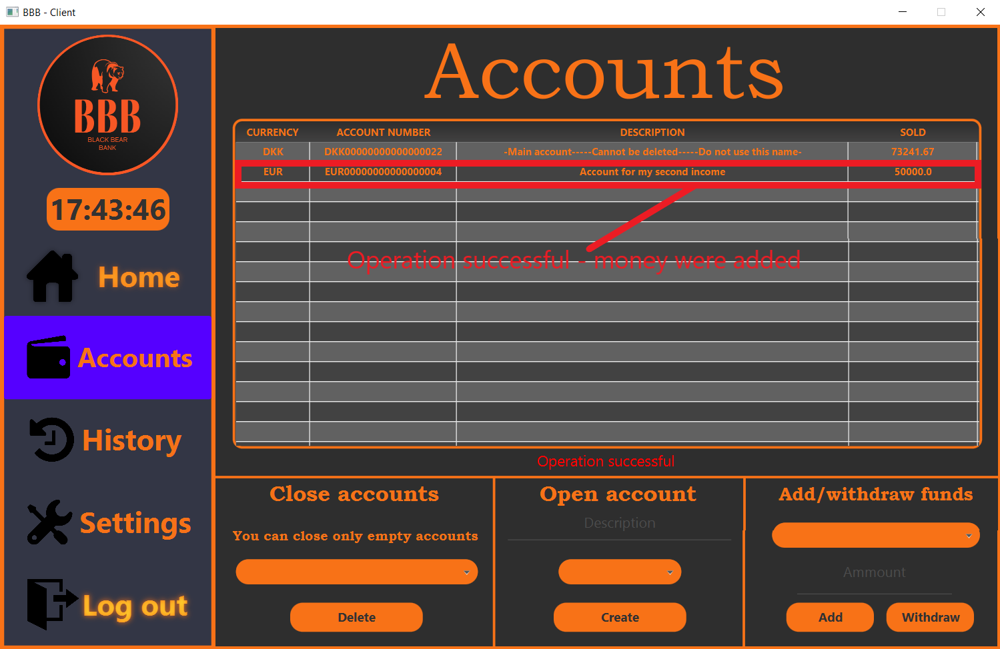 BBB - Client
BBB
BLACK BEAR
BANK
17:43:46
Home
Accounts
History
Settings
Log out
Accounts
CURRENCY ACCOUNT NUMBER DESCRIPTION SOLD
DKK DKK00000000000000022 -Main account-----Cannot be deleted-----Do not use this name- 73241.67
EUR EUR00000000000000004 Account for my second income 50000.0
Operation successful - money were added
Operation successful
Close accounts
You can close only empty accounts
Delete
Open account
Description
Create
Add/withdraw funds
Ammount
Add Withdraw